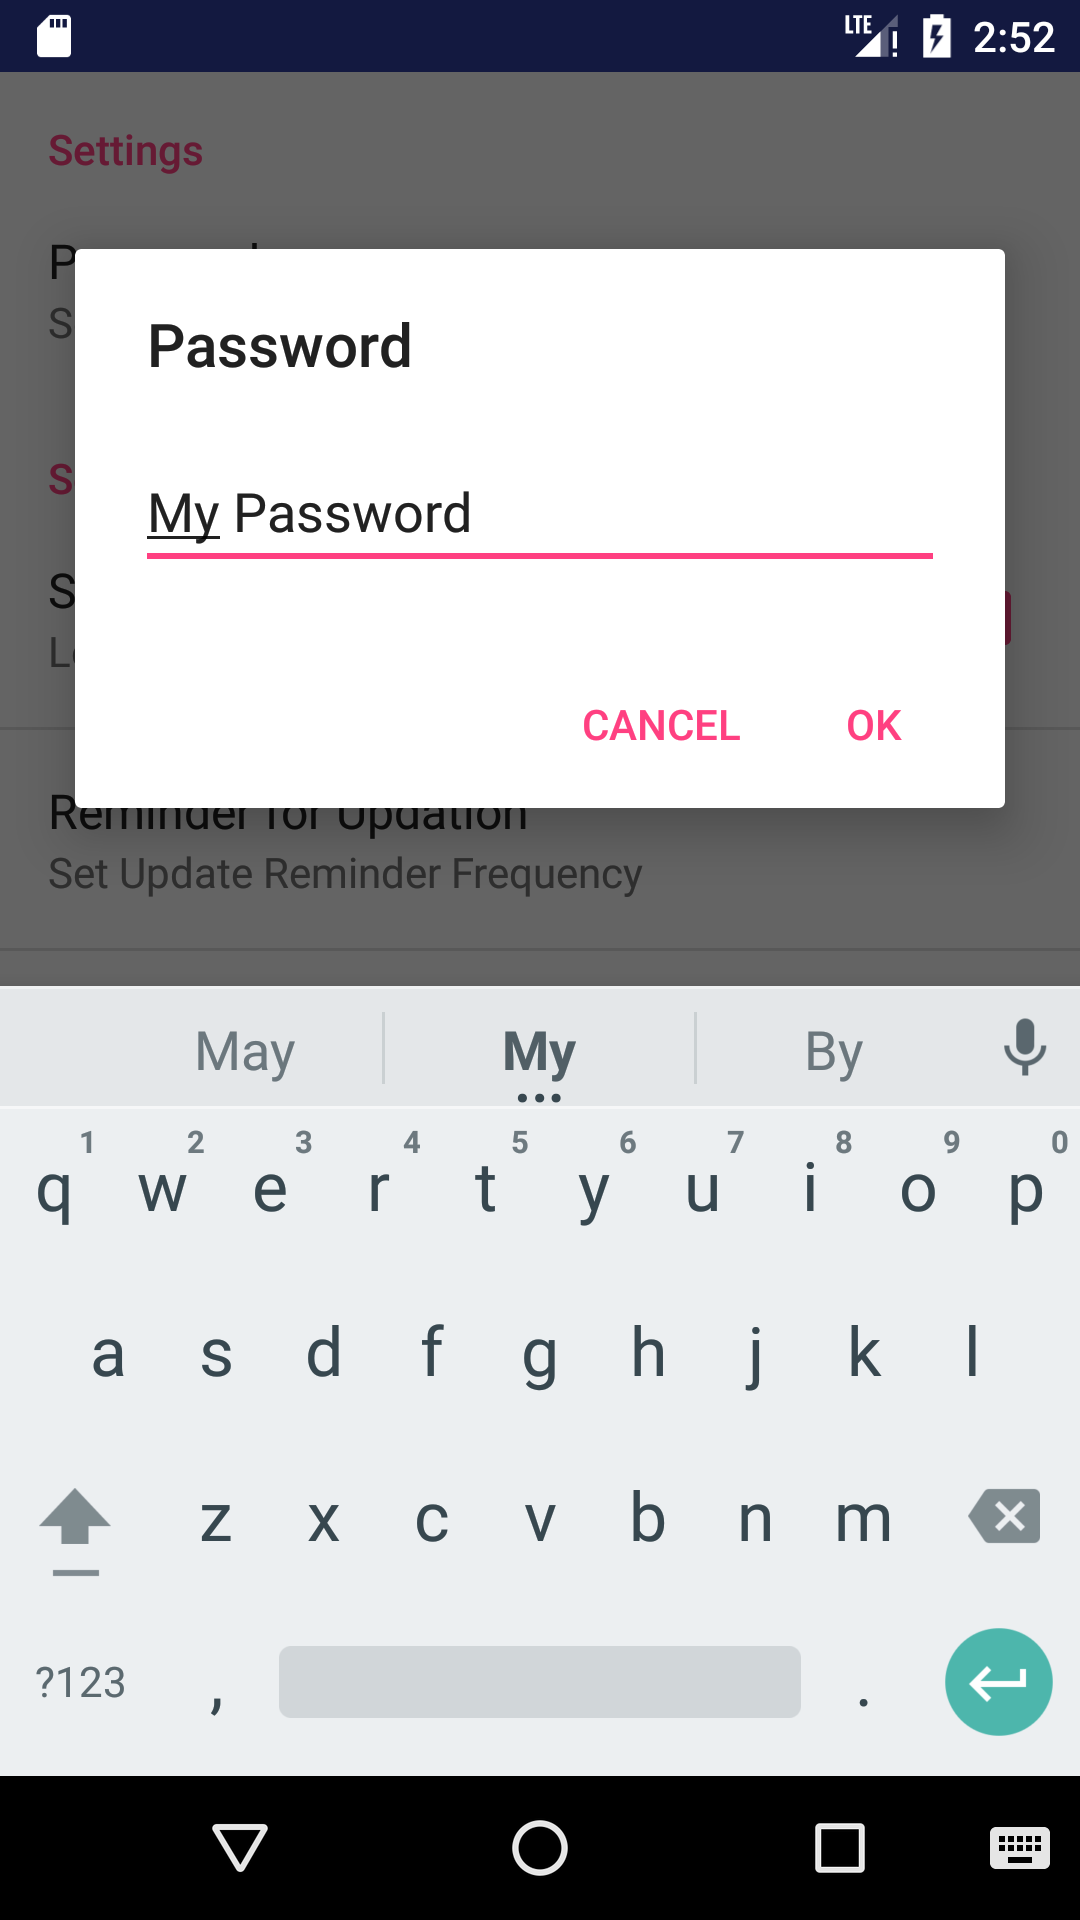 LTE 2:52
Settings
Password
My Password
CANCEL OK
Reminder for Updation
Set Update Reminder Frequency
May My By
1 2 3 4 5 6 7 8 9 0
q w e r t y u i o p
a s d f g h j k l
z x c v b n m
?123 , .